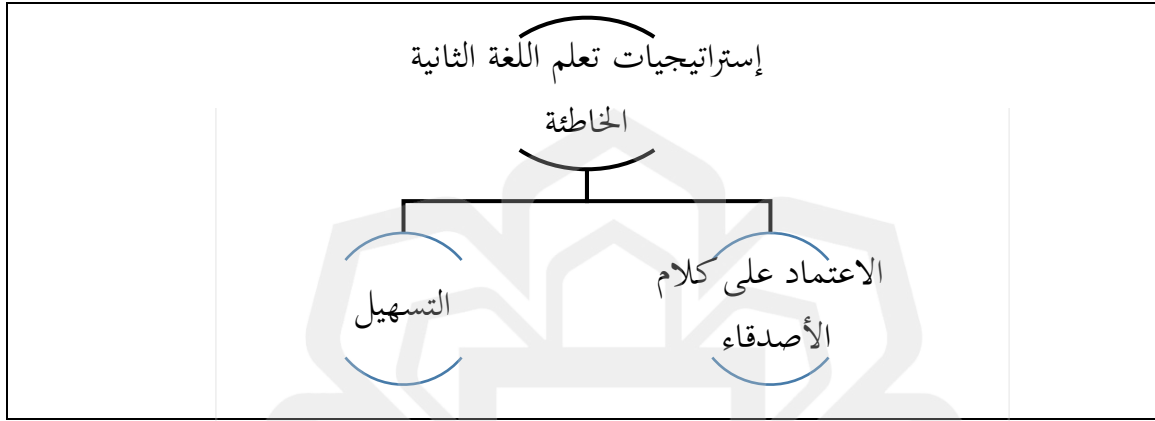 إستراتيجيات تعلم اللغة الثانية
الخاطئة
الاعتماد على كلام
الأصدقاء
التسهيل